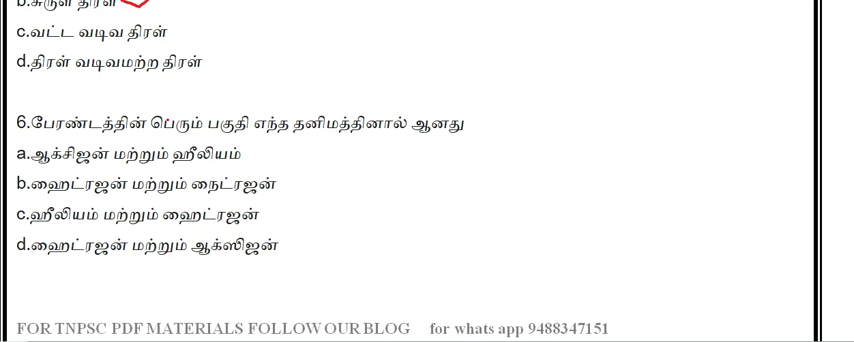 b.சுருள் திரள்
c.வட்ட வடிவ திரள்
d.திரள் வடிவமற்ற திரள்
6.பேரண்டத்தின் பெரும் பகுதி எந்த தனிமத்தினால் ஆனது
a.ஆக்சிஜன் மற்றும் ஹீலியம்
b.ஹைட்ரஜன் மற்றும் நைட்ரஜன்
c.ஹீலியம் மற்றும் ஹைட்ரஜன்
d.ஹைட்ரஜன் மற்றும் ஆக்ஸிஜன்
FOR TNPSC PDF MATERIALS FOLLOW OUR BLOG for whats app 9488347151